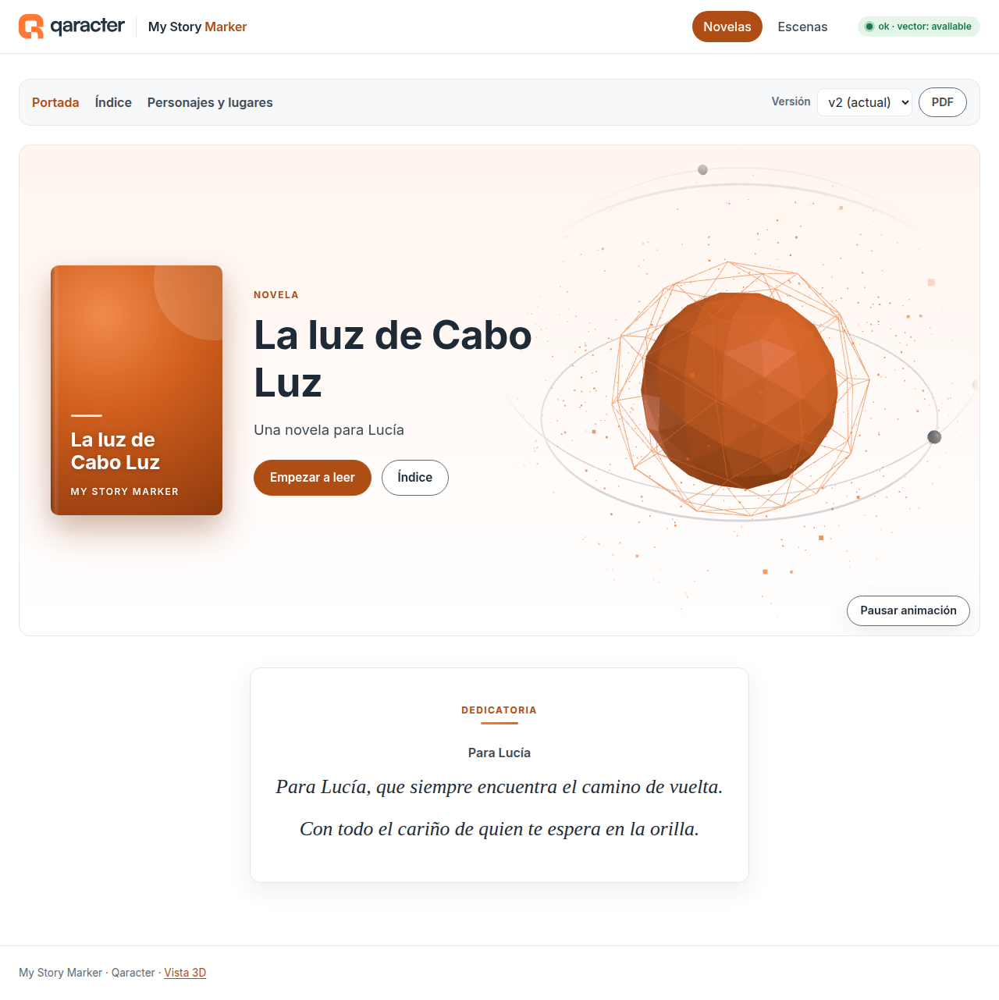 qaracter
My Story Marker
Novelas
Escenas
ok · vector: available
Portada
Índice
Personajes y lugares
Versión
v2 (actual)
PDF
La luz de
Cabo Luz
MY STORY MARKER
NOVELA
La luz de Cabo
Luz
Una novela para Lucía
Empezar a leer
Índice
Pausar animación
DEDICATORIA
Para Lucía
Para Lucía, que siempre encuentra el camino de vuelta.
Con todo el cariño de quien te espera en la orilla.
My Story Marker · Qaracter · Vista 3D